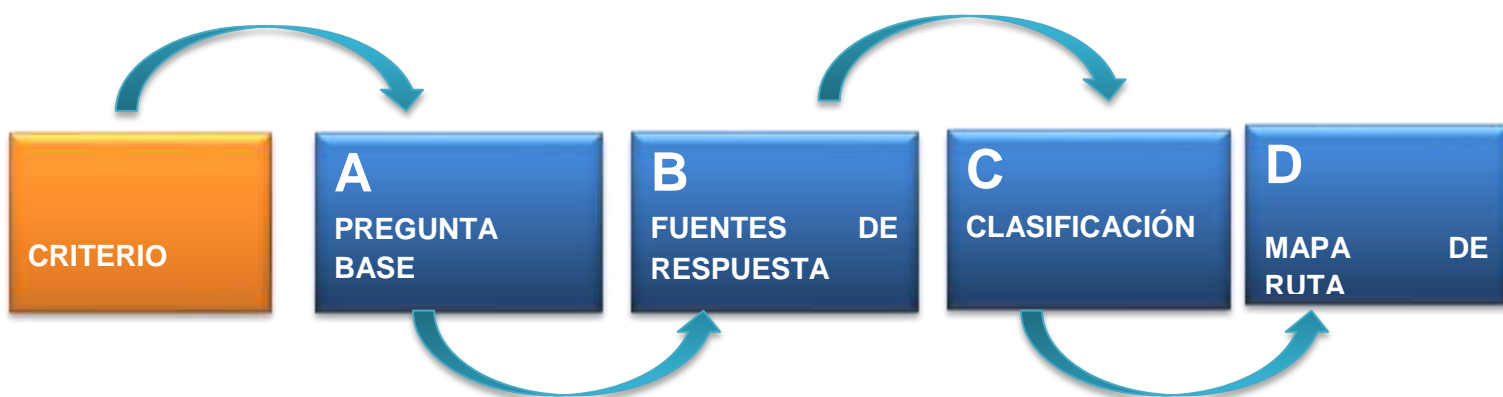 CRITERIO
A
PREGUNTA
BASE
B
FUENTES DE
RESPUESTA
C
CLASIFICACIÓN
D
MAPA DE
RUTA